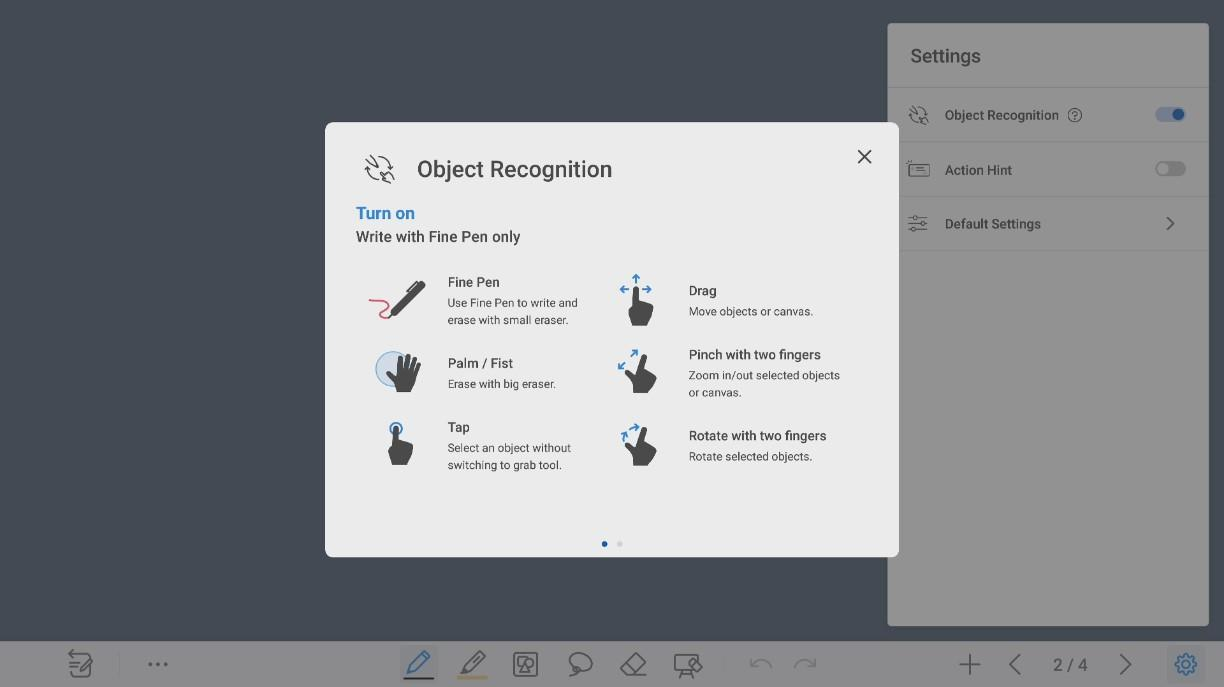 Settings
Object Recognition
Action Hint
Default Settings
Object Recognition
Turn on
Write with Fine Pen only
Fine Pen
Use Fine Pen to write and
erase with small eraser.
Palm / Fist
Erase with big eraser.
Tap
Select an object without
switching to grab tool.
Drag
Move objects or canvas.
Pinch with two fingers
Zoom in/out selected objects
or canvas.
Rotate with two fingers
Rotate selected objects.
2 / 4